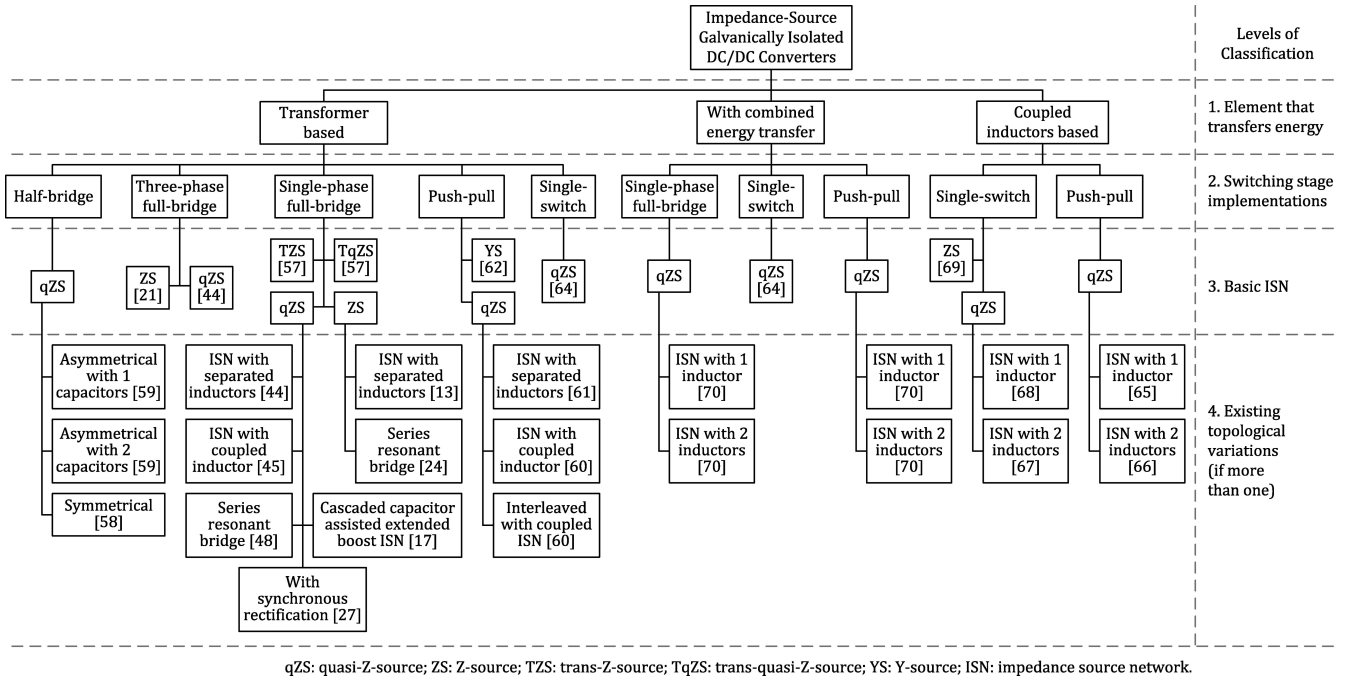 Impedance-Source
Galvanically Isolated
DC/DC Converters
Levels of
Classification
Transformer
based
With combined
energy transfer
Coupled
inductors based
1. Element that
transfers energy
Half-bridge
Three-phase
full-bridge
Single-phase
full-bridge
Push-pull
Single-
switch
Single-phase
full-bridge
Single-
switch
Push-pull
Single-switch
Push-pull
2. Switching stage
implementations
qZS
ZS
[21]
qZS
[44]
TZS
[57]
TqZS
[57]
qZS
ZS
YS
[62]
qZS
qZS
[64]
qZS
qZS
[64]
qZS
ZS
[69]
qZS
qZS
3. Basic ISN
Asymmetrical
with 1
capacitors [59]
Asymmetrical
with 2
capacitors [59]
Symmetrical
[58]
ISN with
separated
inductors [44]
ISN with
coupled
inductor [45]
Series
resonant
bridge [48]
Cascaded capacitor
assisted extended
boost ISN [17]
With
synchronous
rectification [27]
ISN with
separated
inductors [13]
Series
resonant
bridge [24]
ISN with
separated
inductors [61]
ISN with
coupled
inductor [60]
Interleaved
with coupled
ISN [60]
ISN with 1
inductor
[70]
ISN with 2
inductors
[70]
ISN with 1
inductor
[70]
ISN with 2
inductors
[70]
ISN with 1
inductor
[68]
ISN with 2
inductors
[67]
ISN with 1
inductor
[65]
ISN with 2
inductors
[66]
4. Existing
topological
variations
(if more
than one)
qZS: quasi-Z-source; ZS: Z-source; TZS: trans-Z-source; TqZS: trans-quasi-Z-source; YS: Y-source; ISN: impedance source network.